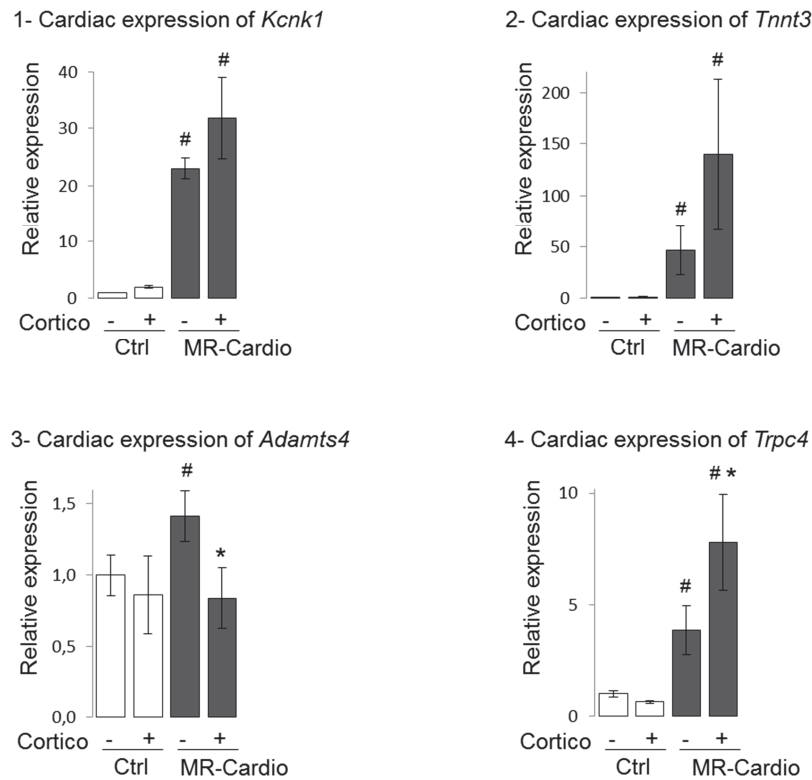 1- Cardiac expression of Kcnk1
Relative expression
40
30
20
10
0
#
#
Cortico - + - +
Ctrl MR-Cardio
2- Cardiac expression of Tnnt3
Relative expression
200
150
100
50
0
#
#
Cortico - + - +
Ctrl MR-Cardio
3- Cardiac expression of Adamts4
Relative expression
1,5
1,0
0,5
0,0
#
*
Cortico - + - +
Ctrl MR-Cardio
4- Cardiac expression of Trpc4
Relative expression
10
5
0
#
# *
Cortico - + - +
Ctrl MR-Cardio